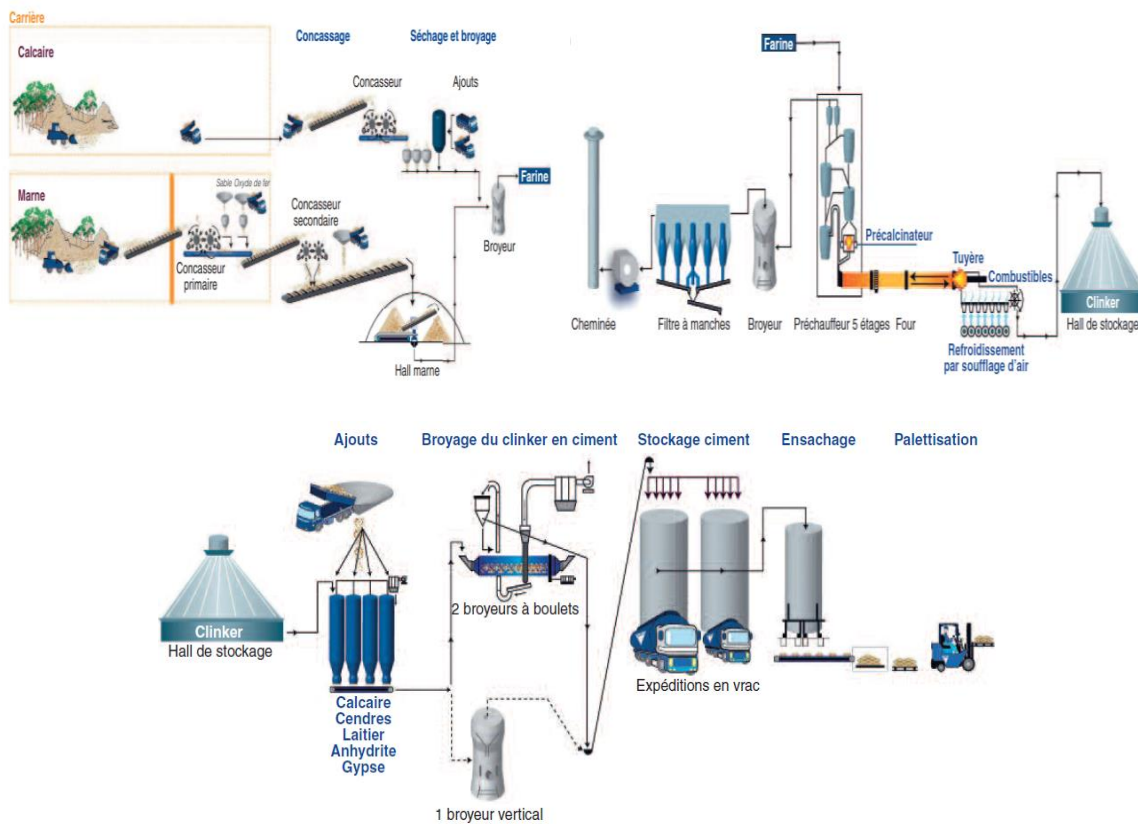 Carrière
Calcaire
Concassage
Séchage et broyage
Concasseur
Ajouts
Farine
Broyeur
Marne
Sable Oxyde de fer
Concasseur
primaire
Concasseur
secondaire
Hall marne
Farine
Précalcinateur
Tuyère
Combustibles
Clinker
Hall de stockage
Cheminée
Filtre à manches
Broyeur
Préchauffeur 5 étages
Four
Refroidissement
par soufflage d'air
Ajouts
Broyage du clinker en ciment
Stockage ciment
Ensachage
Palettisation
Clinker
Hall de stockage
2 broyeurs à boulets
Expéditions en vrac
Calcaire
Cendres
Laitier
Anhydrite
Gypse
1 broyeur vertical